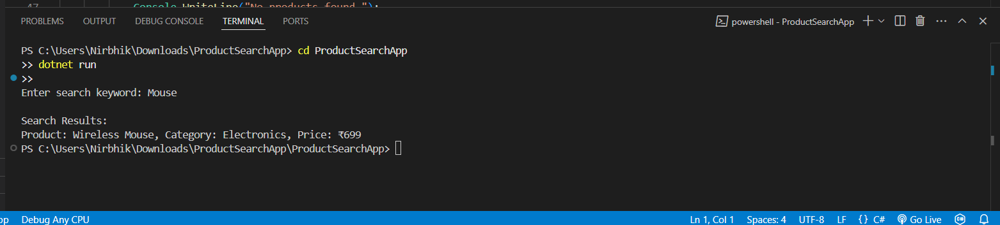 47 Console.WriteLine("No products found.");
PROBLEMS OUTPUT DEBUG CONSOLE TERMINAL PORTS powershell - ProductSearchApp
PS C:\Users\Nirbhik\Downloads\ProductSearchApp> cd ProductSearchApp
>> dotnet run
>>
Enter search keyword: Mouse
Search Results:
Product: Wireless Mouse, Category: Electronics, Price: ₹699
PS C:\Users\Nirbhik\Downloads\ProductSearchApp\ProductSearchApp>
Debug Any CPU Ln 1, Col 1 Spaces: 4 UTF-8 LF {} C# Go Live